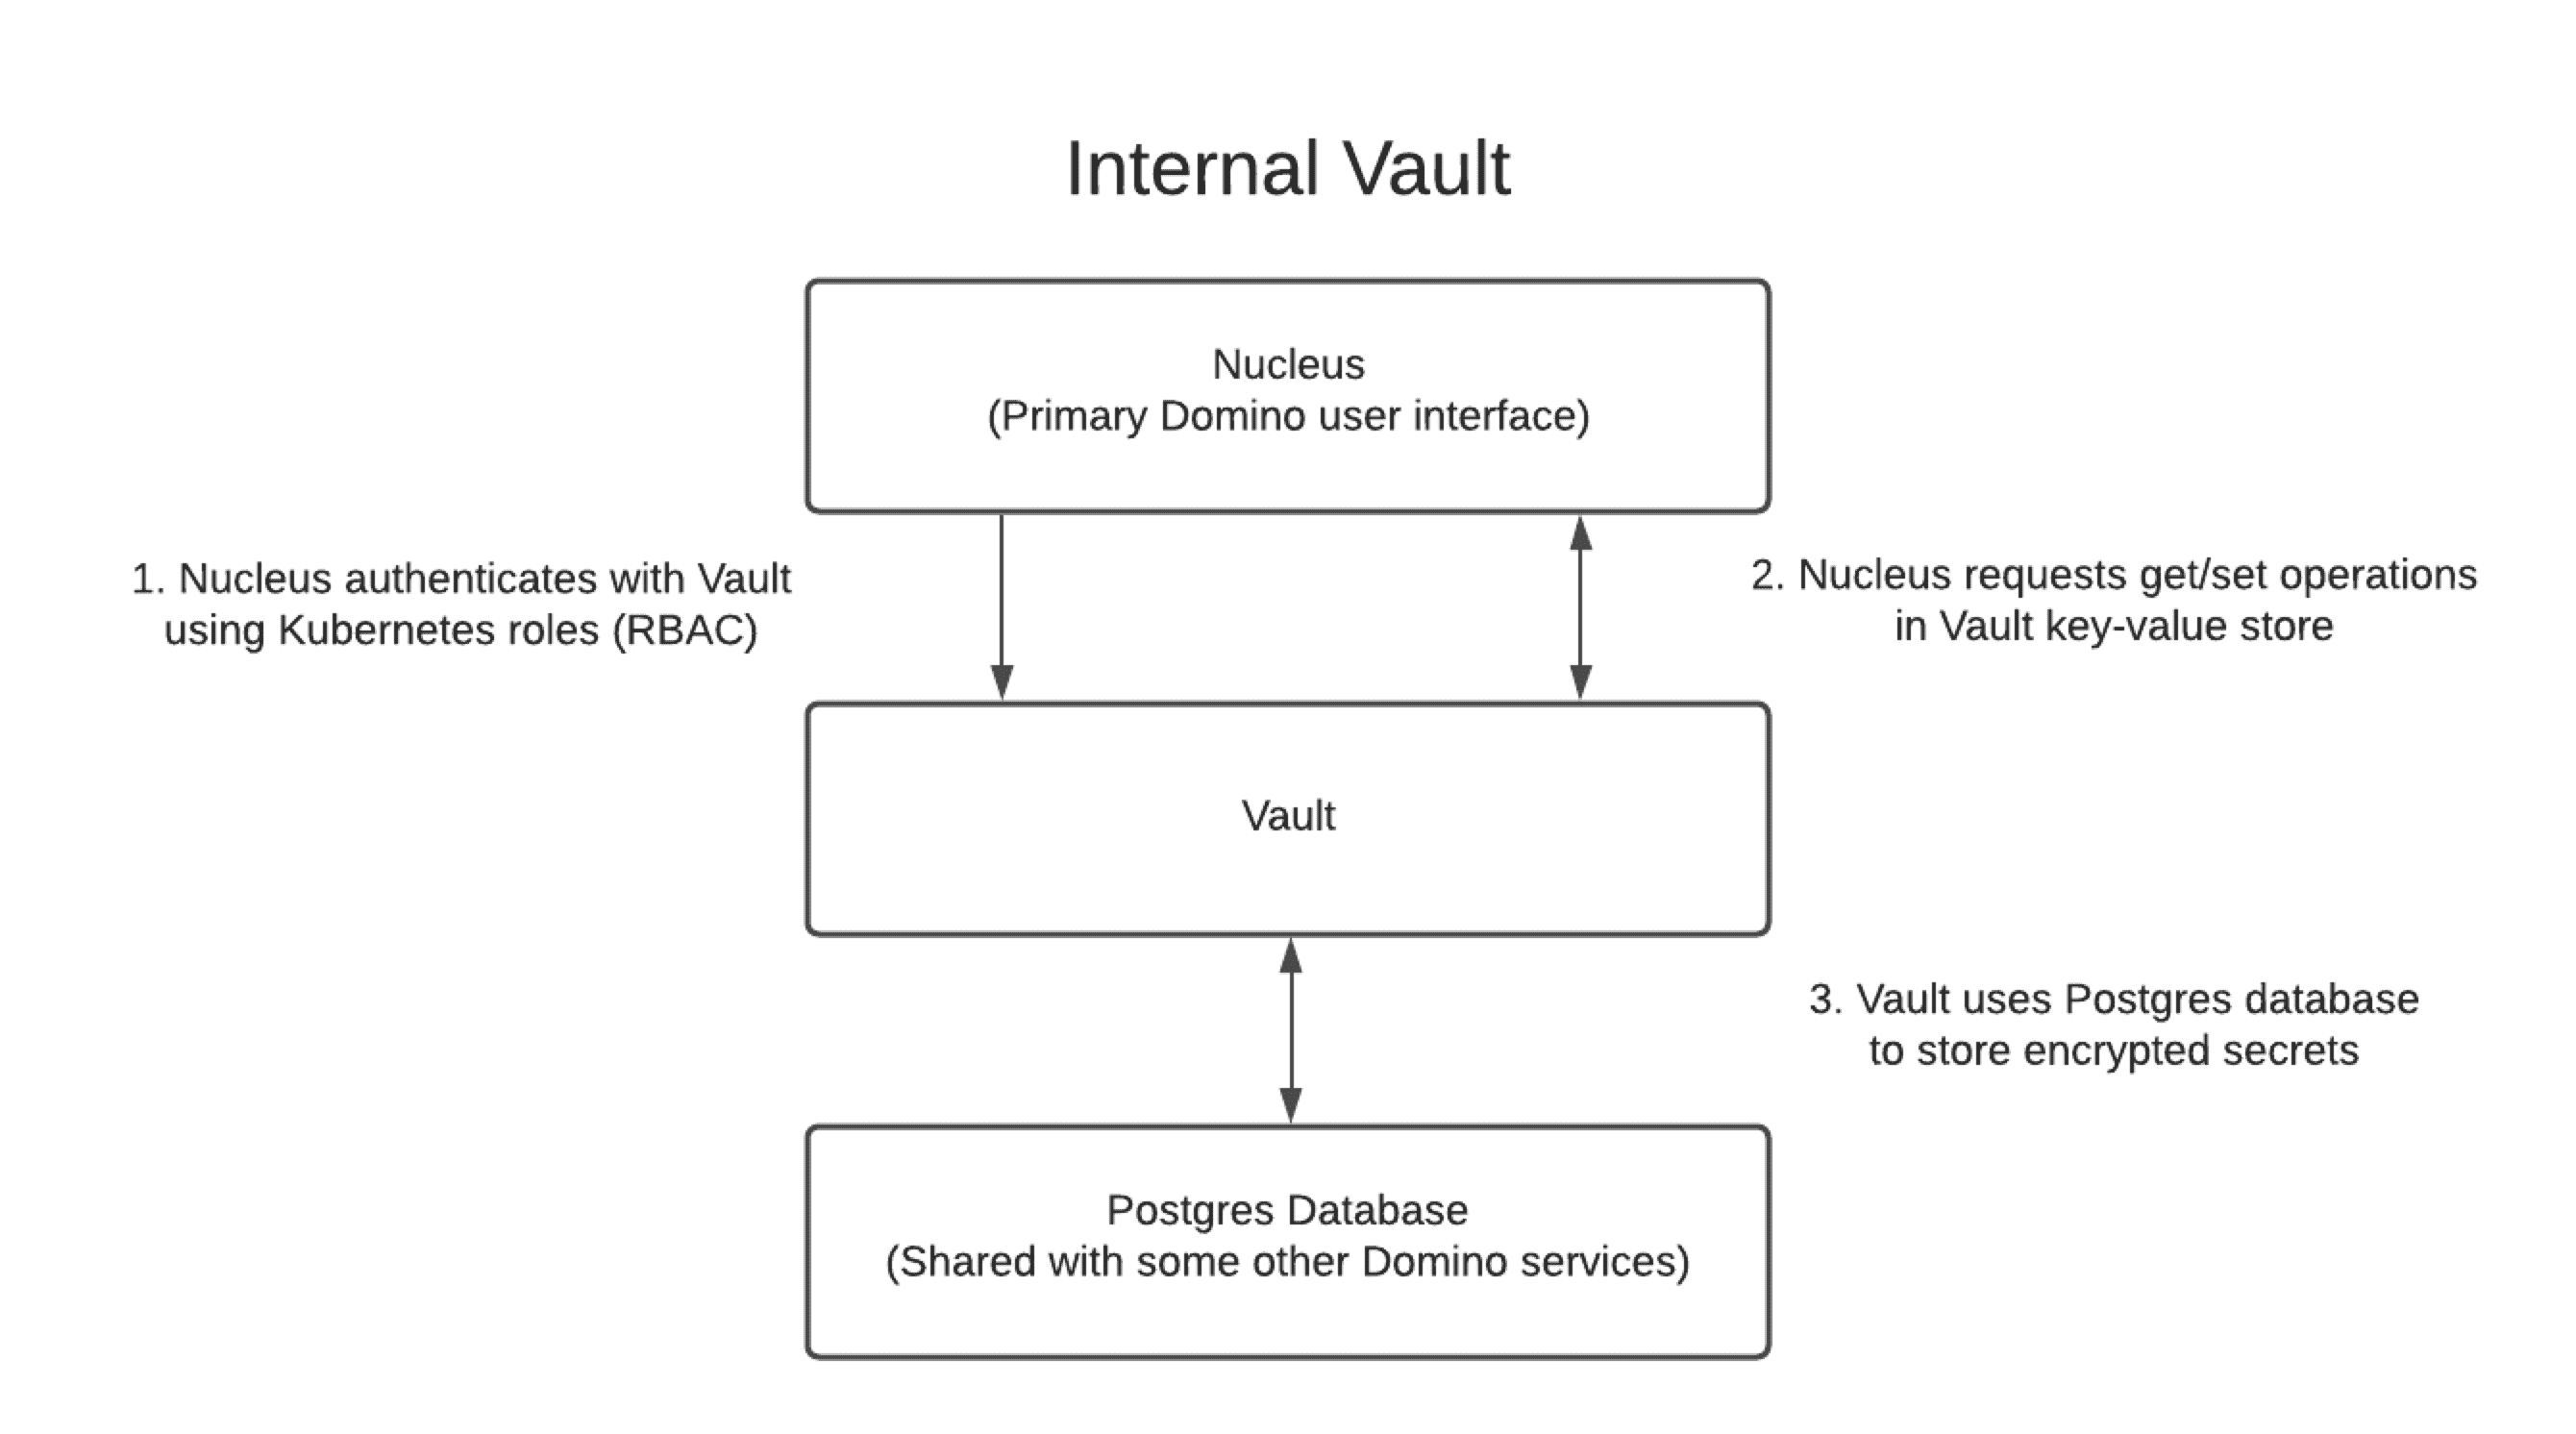 Internal Vault
Nucleus
(Primary Domino user interface)
1. Nucleus authenticates with Vault
using Kubernetes roles (RBAC)
2. Nucleus requests get/set operations
in Vault key-value store
Vault
3. Vault uses Postgres database
to store encrypted secrets
Postgres Database
(Shared with some other Domino services)